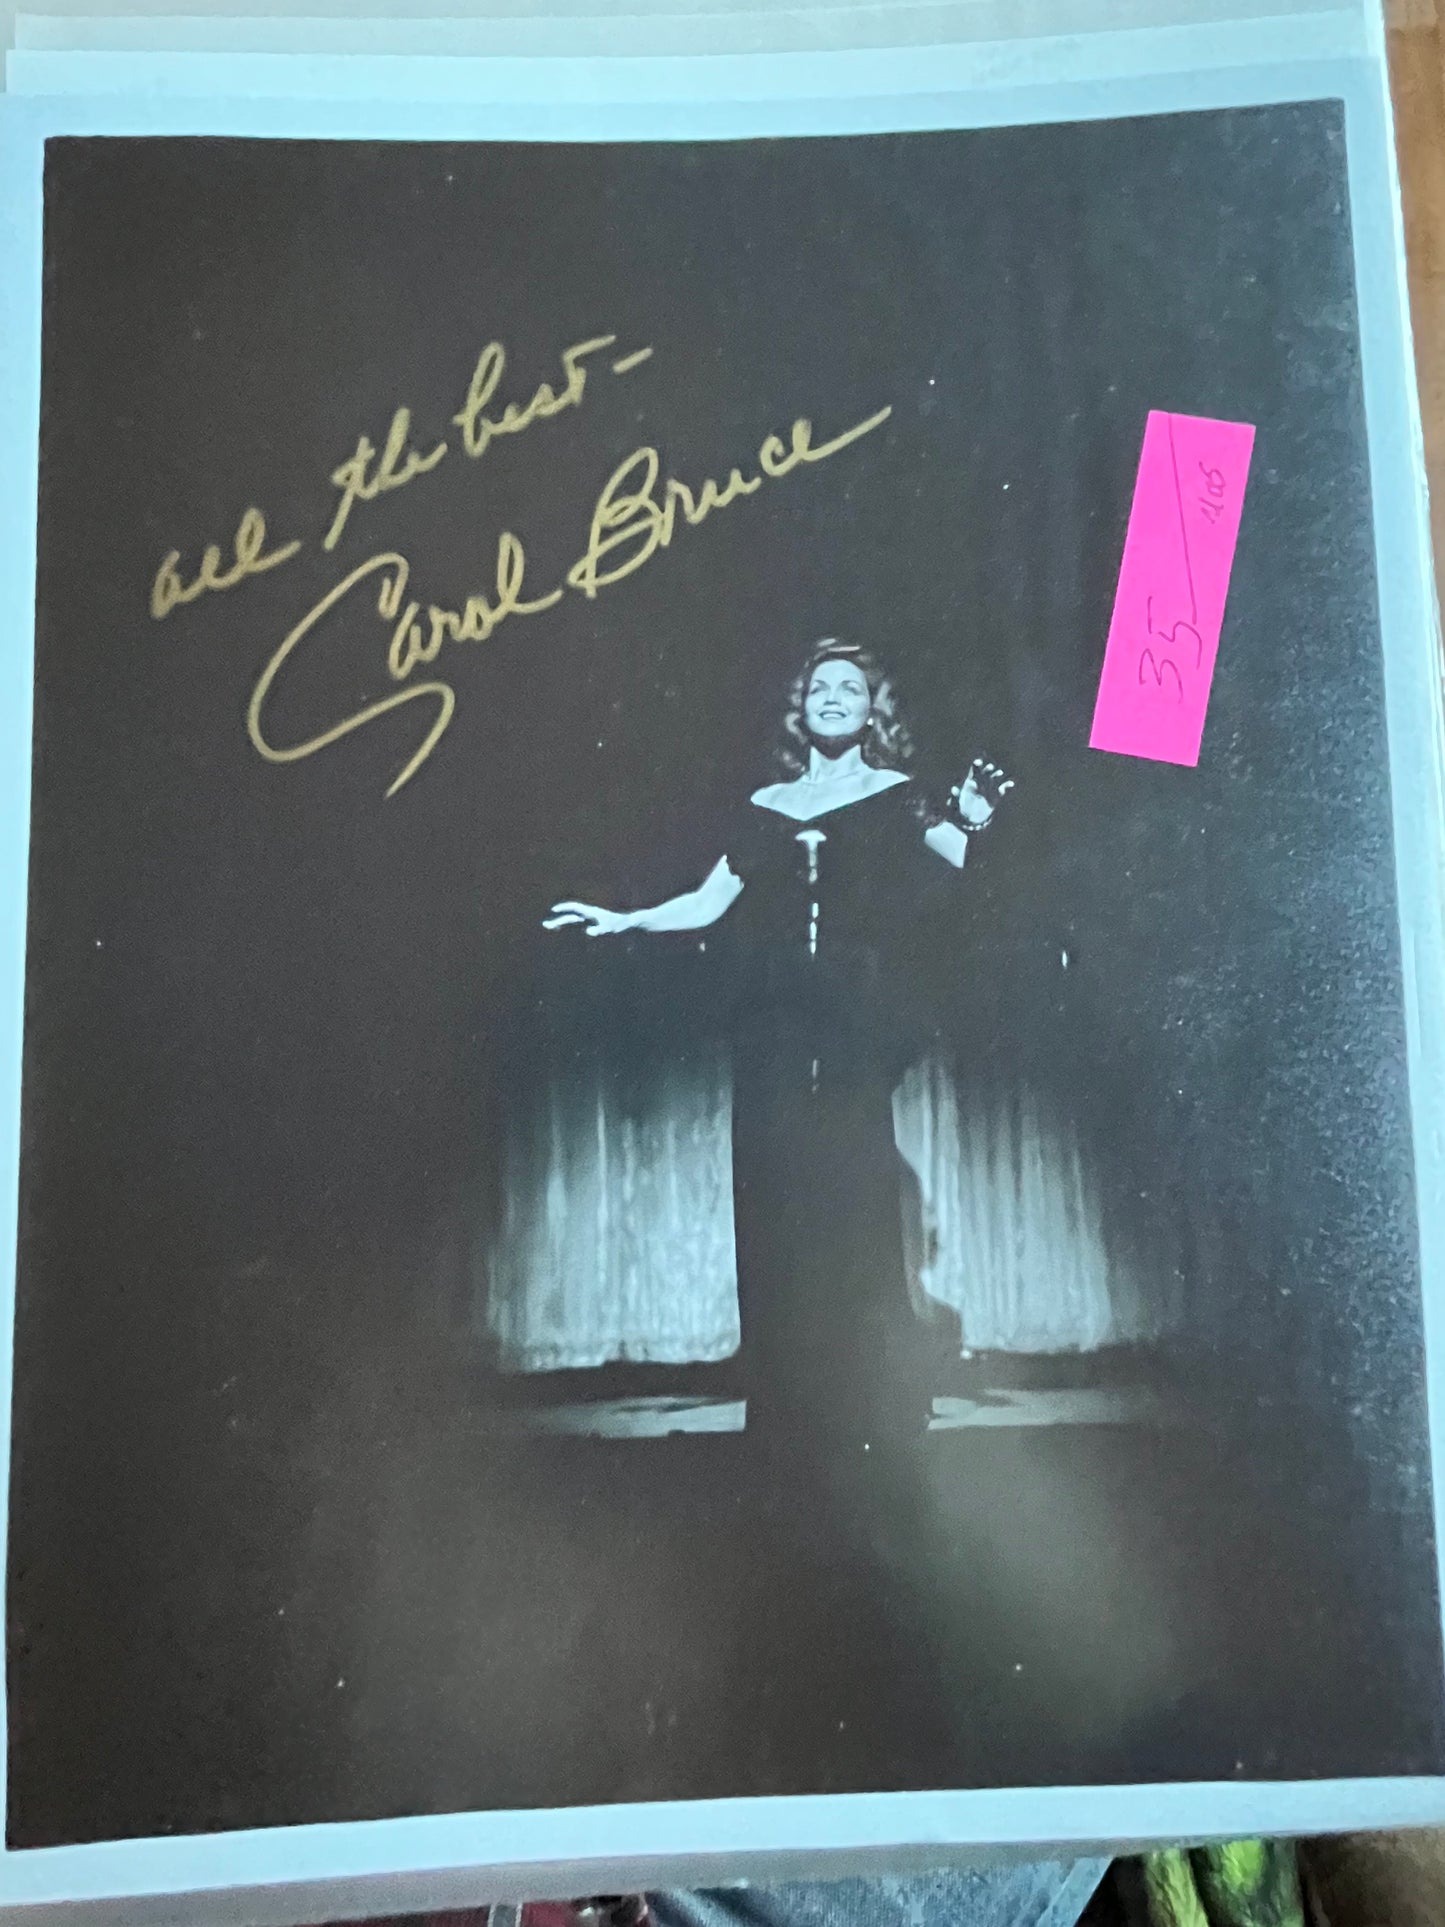 all the best-
Carol Bruce
35